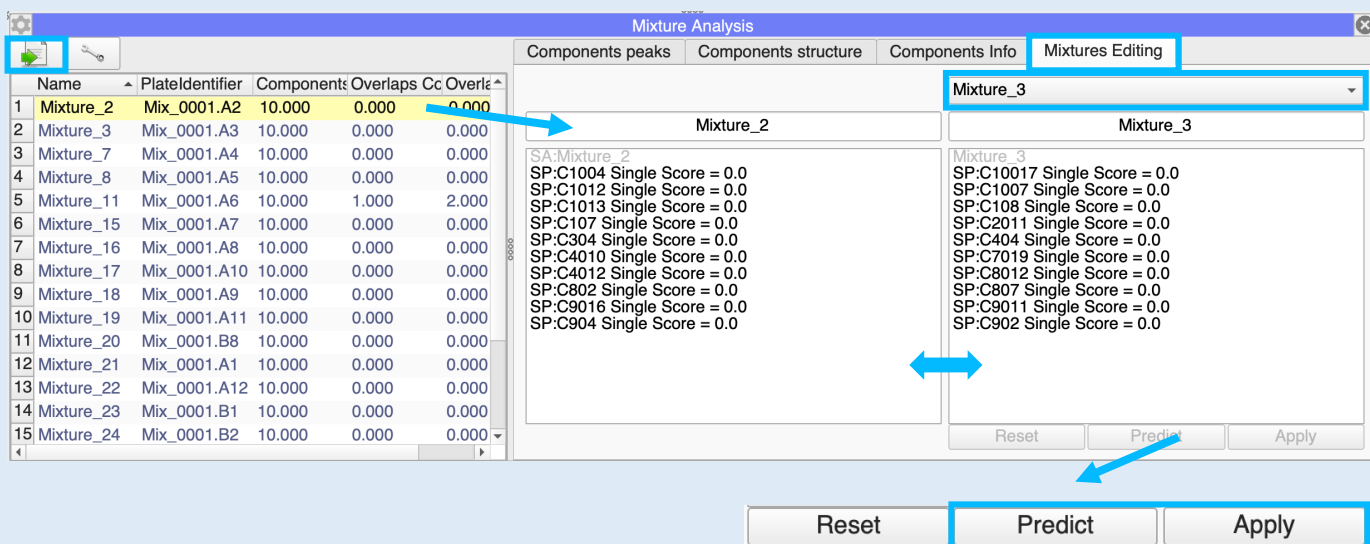 Mixture Analysis
Components peaks Components structure Components Info Mixtures Editing
Name PlateIdentifier Components Overlaps Co Overla
1 Mixture_2 Mix_0001.A2 10.000 0.000 0.000
2 Mixture_3 Mix_0001.A3 10.000 0.000 0.000
3 Mixture_7 Mix_0001.A4 10.000 0.000 0.000
4 Mixture_8 Mix_0001.A5 10.000 0.000 0.000
5 Mixture_11 Mix_0001.A6 10.000 1.000 2.000
6 Mixture_15 Mix_0001.A7 10.000 0.000 0.000
7 Mixture_16 Mix_0001.A8 10.000 0.000 0.000
8 Mixture_17 Mix_0001.A10 10.000 0.000 0.000
9 Mixture_18 Mix_0001.A9 10.000 0.000 0.000
10 Mixture_19 Mix_0001.A11 10.000 0.000 0.000
11 Mixture_20 Mix_0001.B8 10.000 0.000 0.000
12 Mixture_21 Mix_0001.A1 10.000 0.000 0.000
13 Mixture_22 Mix_0001.A12 10.000 0.000 0.000
14 Mixture_23 Mix_0001.B1 10.000 0.000 0.000
15 Mixture_24 Mix_0001.B2 10.000 0.000 0.000
Mixture_3
Mixture_2
SA:Mixture_2
SP:C1004 Single Score = 0.0
SP:C1012 Single Score = 0.0
SP:C1013 Single Score = 0.0
SP:C107 Single Score = 0.0
SP:C304 Single Score = 0.0
SP:C4010 Single Score = 0.0
SP:C4012 Single Score = 0.0
SP:C802 Single Score = 0.0
SP:C9016 Single Score = 0.0
SP:C904 Single Score = 0.0
Mixture_3
Mixture_3
SP:C10017 Single Score = 0.0
SP:C1007 Single Score = 0.0
SP:C108 Single Score = 0.0
SP:C2011 Single Score = 0.0
SP:C404 Single Score = 0.0
SP:C7019 Single Score = 0.0
SP:C8012 Single Score = 0.0
SP:C807 Single Score = 0.0
SP:C9011 Single Score = 0.0
SP:C902 Single Score = 0.0
Reset Predict Apply
Reset Predict Apply